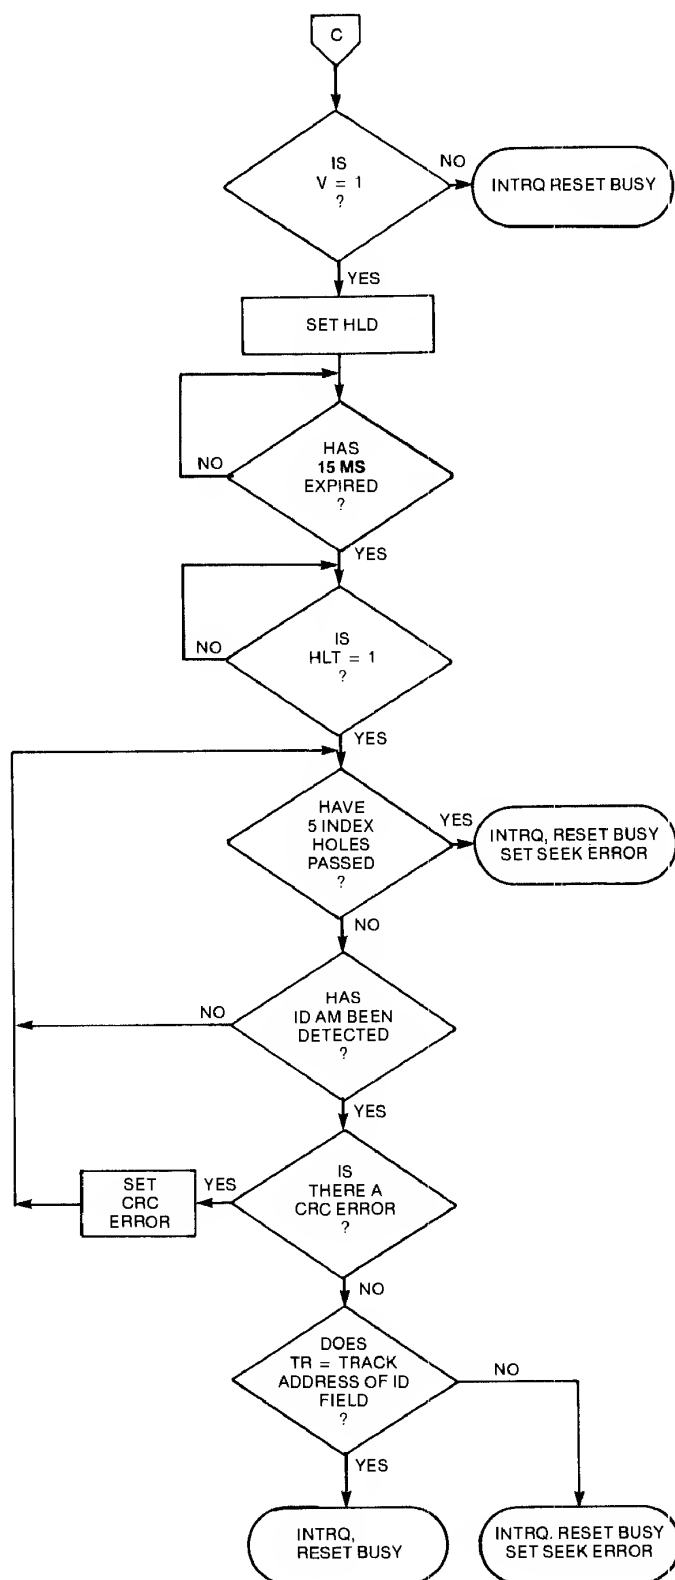 C
IS
V = 1
?
NO
INTRQ RESET BUSY
YES
SET HLD
HAS
15 MS
EXPIRED
?
NO
YES
IS
HLT = 1
?
NO
YES
HAVE
5 INDEX
HOLES
PASSED
?
YES
INTRQ, RESET BUSY
SET SEEK ERROR
NO
HAS
ID AM BEEN
DETECTED
?
NO
YES
IS
THERE A
CRC ERROR
?
YES
SET
CRC
ERROR
NO
DOES
TR = TRACK
ADDRESS OF ID
FIELD
?
NO
YES
INTRQ,
RESET BUSY
INTRQ. RESET BUSY
SET SEEK ERROR